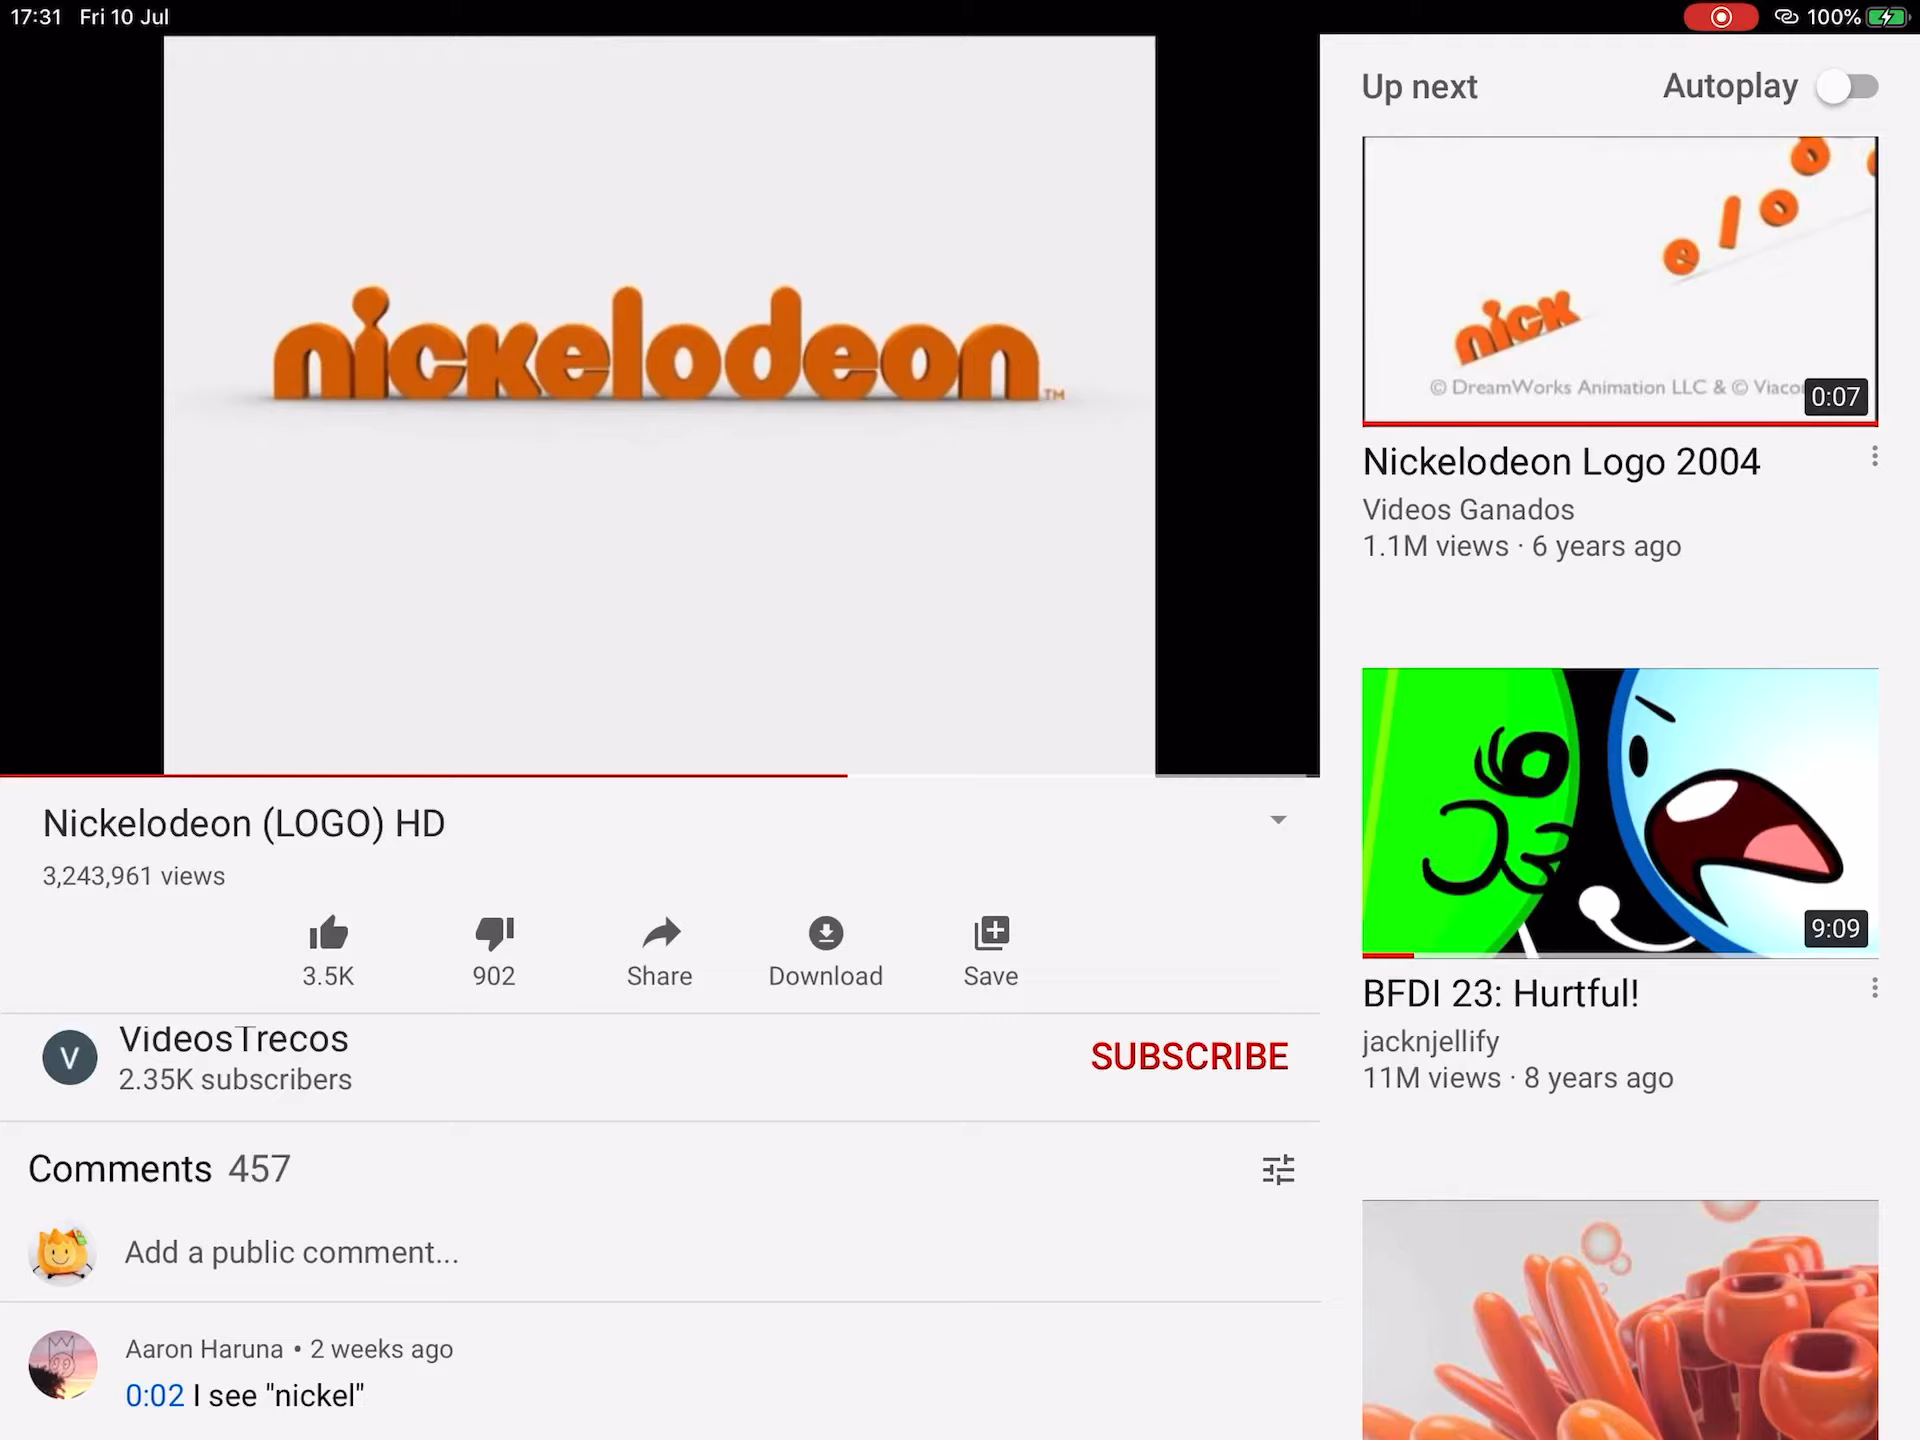 17:31 Fri 10 Jul
100%
nickelodeon
TM
Nickelodeon (LOGO) HD
3,243,961 views
3.5K
902
Share
Download
Save
V
VideosTrecos
2.35K subscribers
SUBSCRIBE
Comments 457
Add a public comment...
Aaron Haruna • 2 weeks ago
0:02 I see "nickel"
Up next
Autoplay
nick
e l o d
© DreamWorks Animation LLC & © Viacom
0:07
Nickelodeon Logo 2004
Videos Ganados
1.1M views · 6 years ago
9:09
BFDI 23: Hurtful!
jacknjellify
11M views · 8 years ago